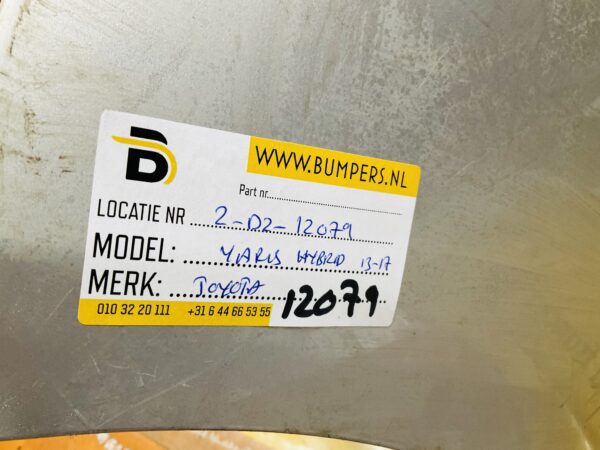 D
WWW.BUMPERS.NL
Part nr.
LOCATIE NR 2-D2-12079
MODEL: YARIS HYBRID 13-17
MERK: TOYOTA 12079
010 32 20 111 +31 6 44 66 53 55